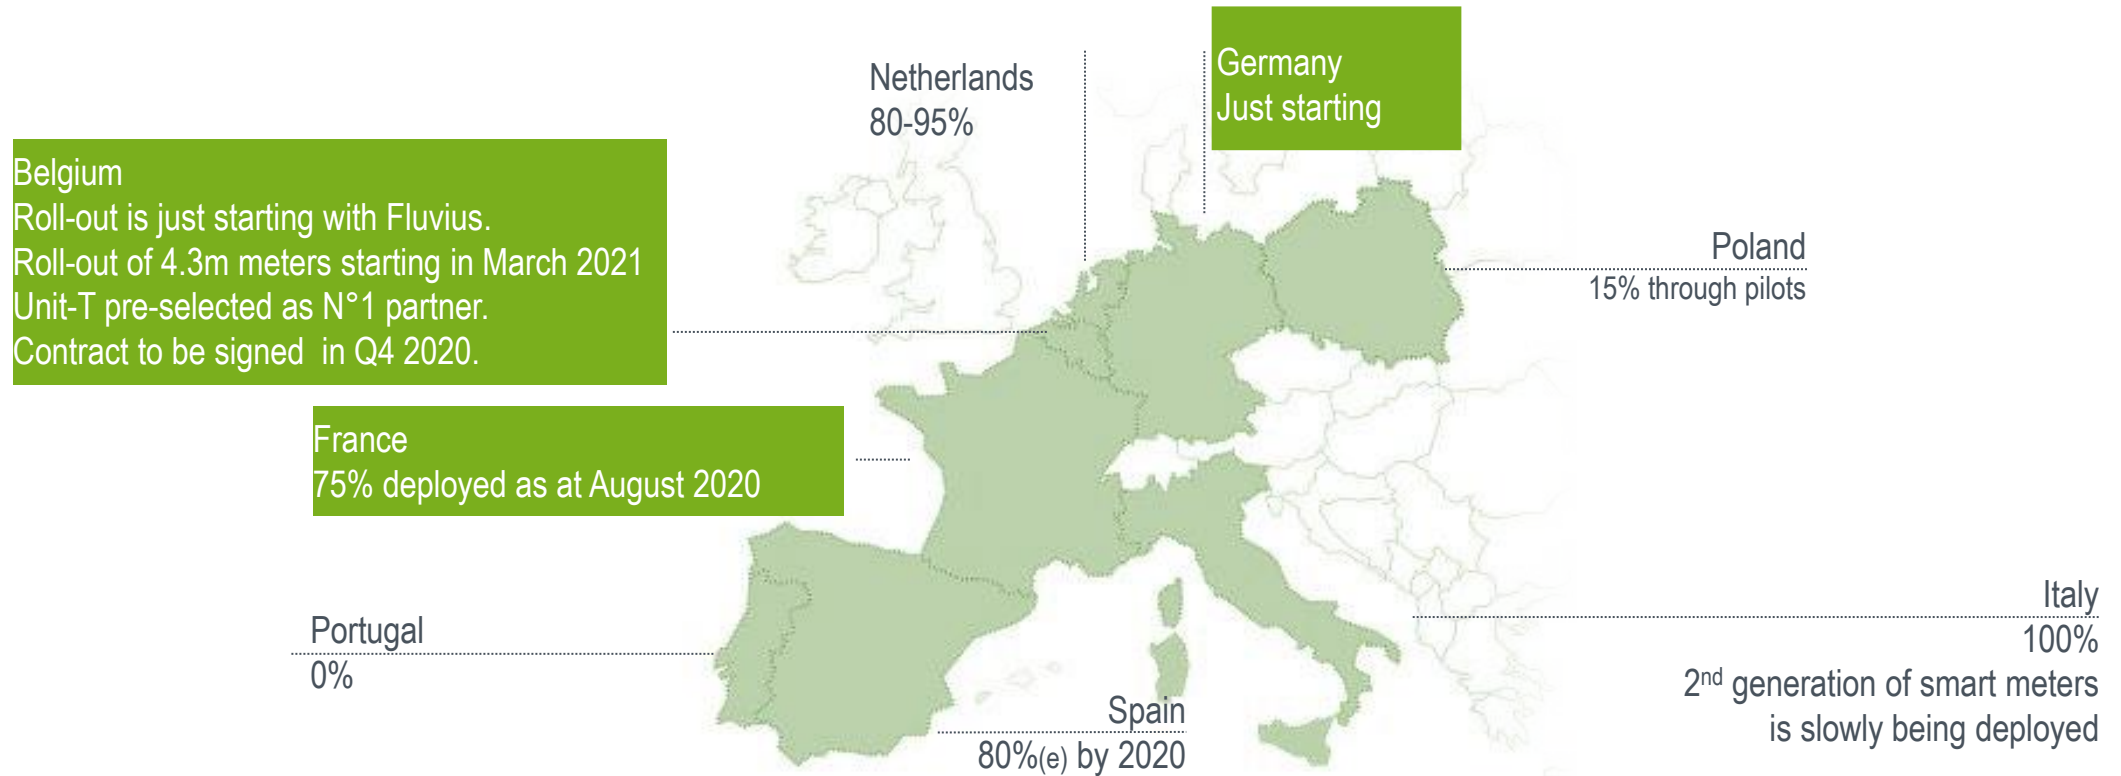 Netherlands
80-95%
Germany
Just starting
Belgium
Roll-out is just starting with Fluvius.
Roll-out of 4.3m meters starting in March 2021
Unit-T pre-selected as N°1 partner.
Contract to be signed  in Q4 2020.
Poland
15% through pilots
France
75% deployed as at August 2020
Portugal
0%
Spain
80%(e) by 2020
Italy
100%
2nd generation of smart meters
is slowly being deployed